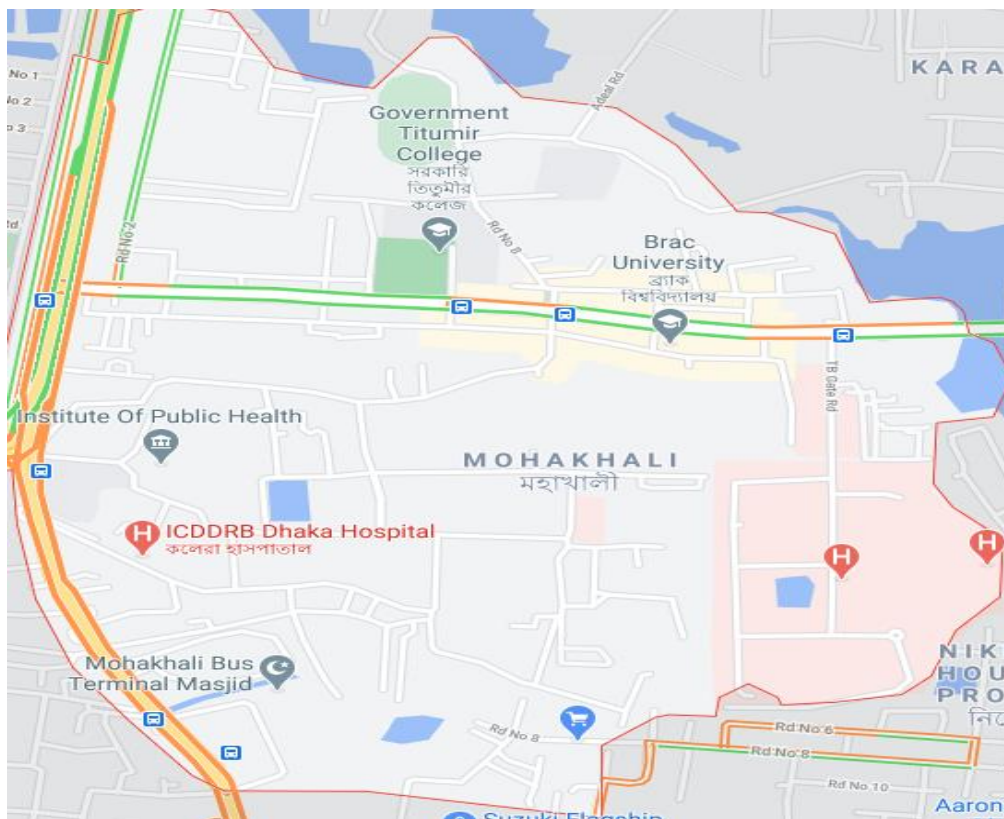 KARA
No 1
No 2
o 3
Rd
Adeal Rd
Government
Titumir
College
সরকারি
তিতুমীর
কলেজ
Rd No 2
Rd No 8
Brac
University
ব্র্যাক
বিশ্ববিদ্যালয়
TB Gate Rd
Institute Of Public Health
MOHAKHALI
মহাখালী
H
ICDDRB Dhaka Hospital
কলেরা হাসপাতাল
H
H
Mohakhali Bus
Terminal Masjid
NIK
HOU
PRO
নি
Rd No 8
Rd No 6
Rd No 8
Rd No 10
Aaron
Suzuki Flagship